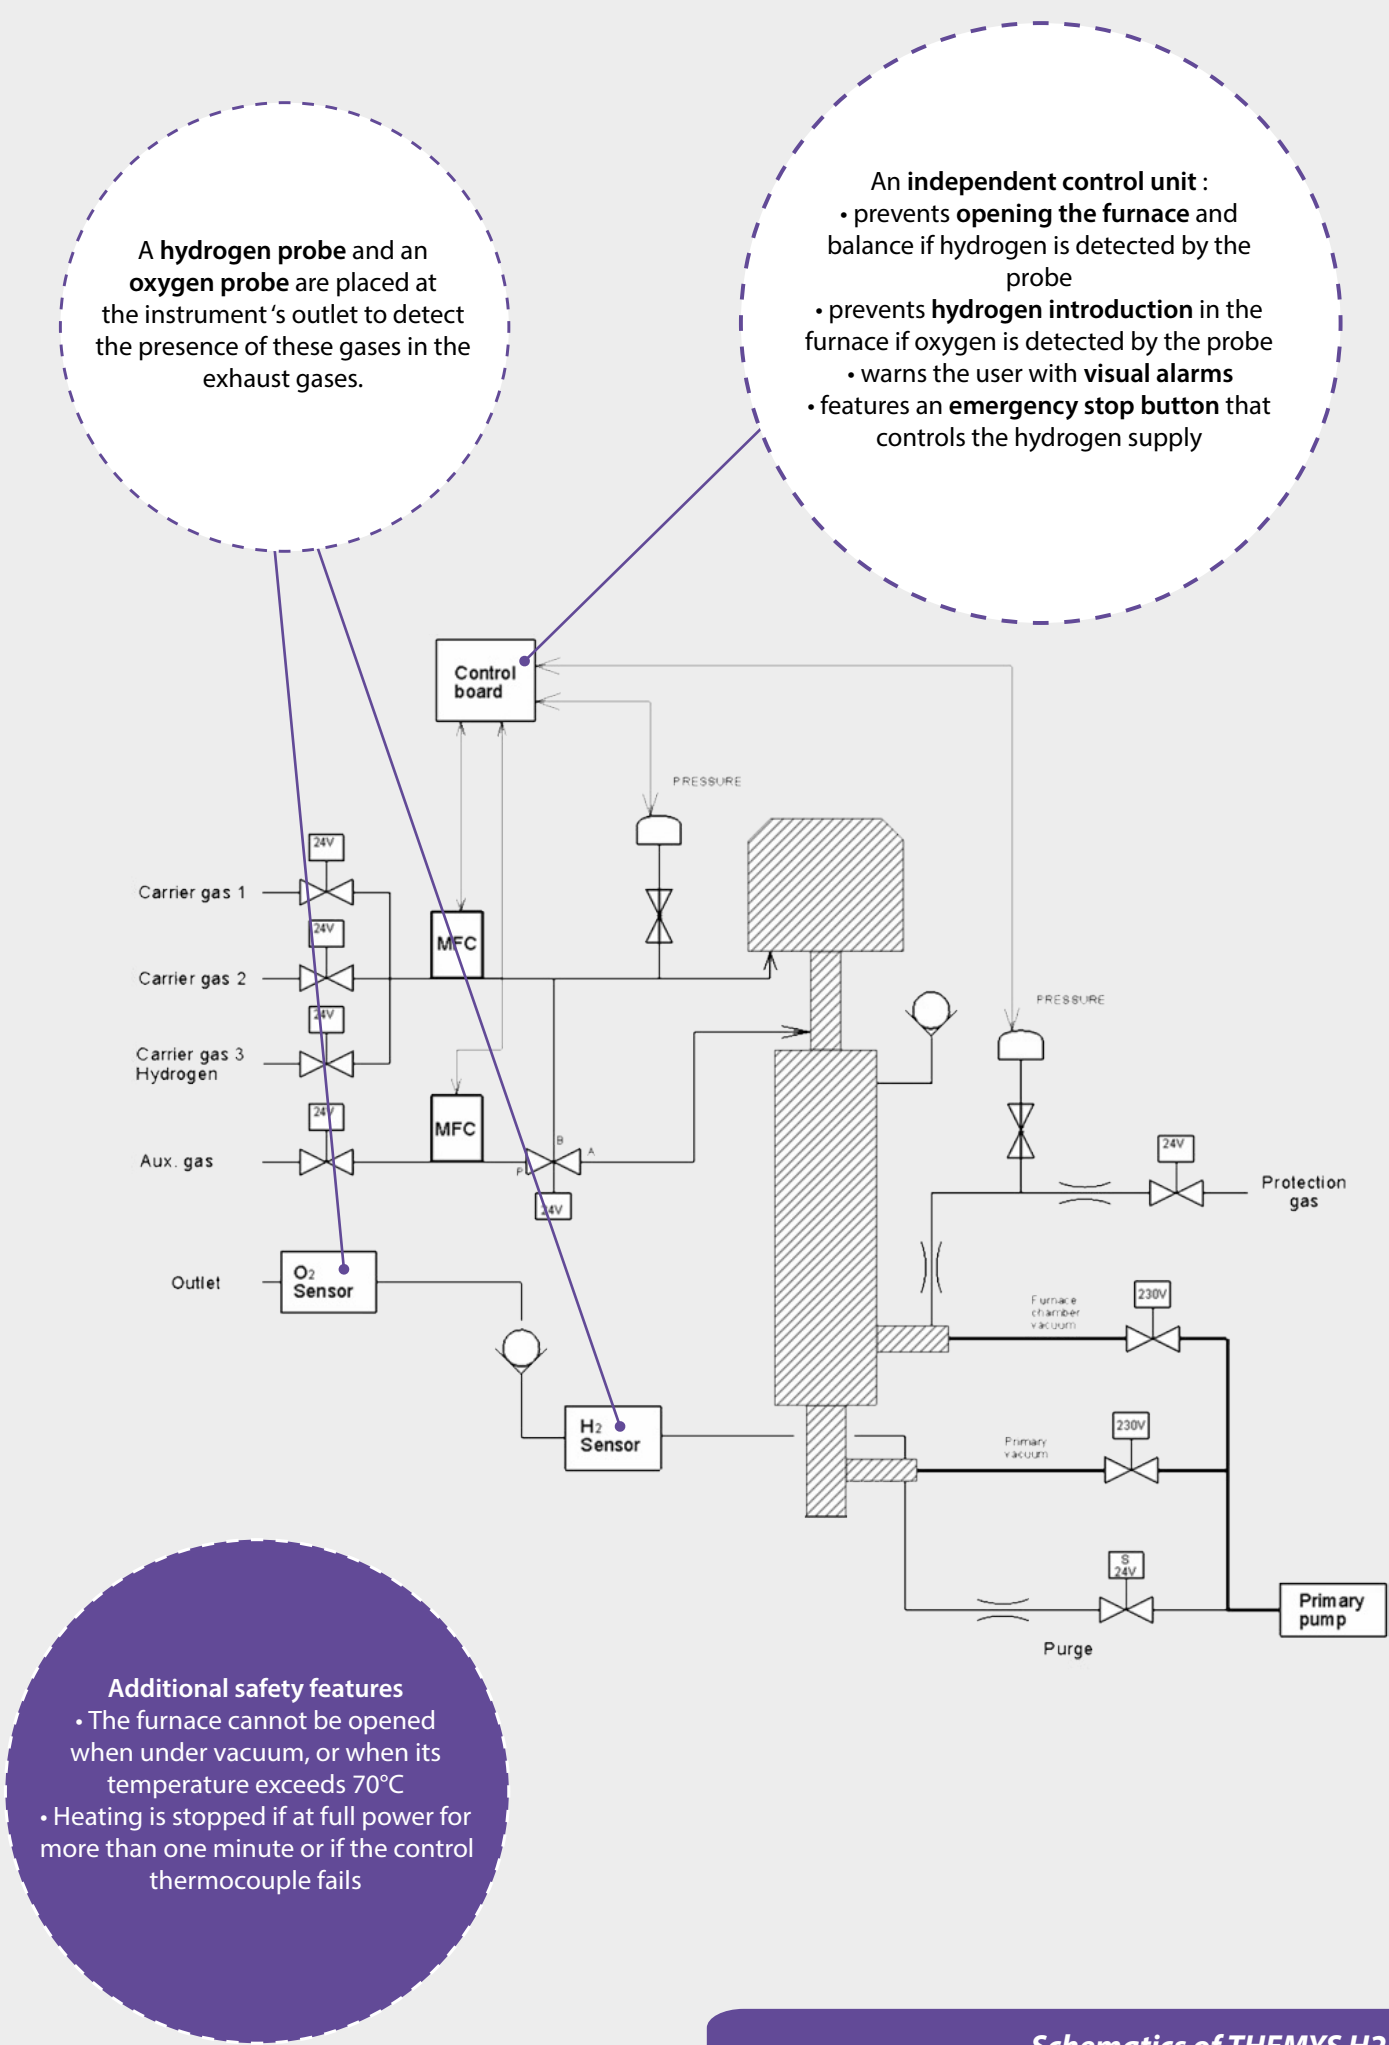 A hydrogen probe and an
oxygen probe are placed at
the instrument‘s outlet to detect
the presence of these gases in the
exhaust gases.
An independent control unit :
• prevents opening the furnace and
balance if hydrogen is detected by the
probe
• prevents hydrogen introduction in the
furnace if oxygen is detected by the probe
• warns the user with visual alarms
• features an emergency stop button that
controls the hydrogen supply
Control
board
PRESSURE
24V
Carrier gas 1
24V
MFC
Carrier gas 2
PRESSURE
24V
Carrier gas 3
Hydrogen
24V
MFC
B
A
P
Aux. gas
24V
24V
Protection
gas
Outlet
O2
Sensor
Furnace
chamber
vacuum
230V
H2
Sensor
Primary
vacuum
230V
S
24V
Primary
pump
Purge
Additional safety features
• The furnace cannot be opened
when under vacuum, or when its
temperature exceeds 70°C
• Heating is stopped if at full power for
more than one minute or if the control
thermocouple fails
Schematics of THEMYS H2